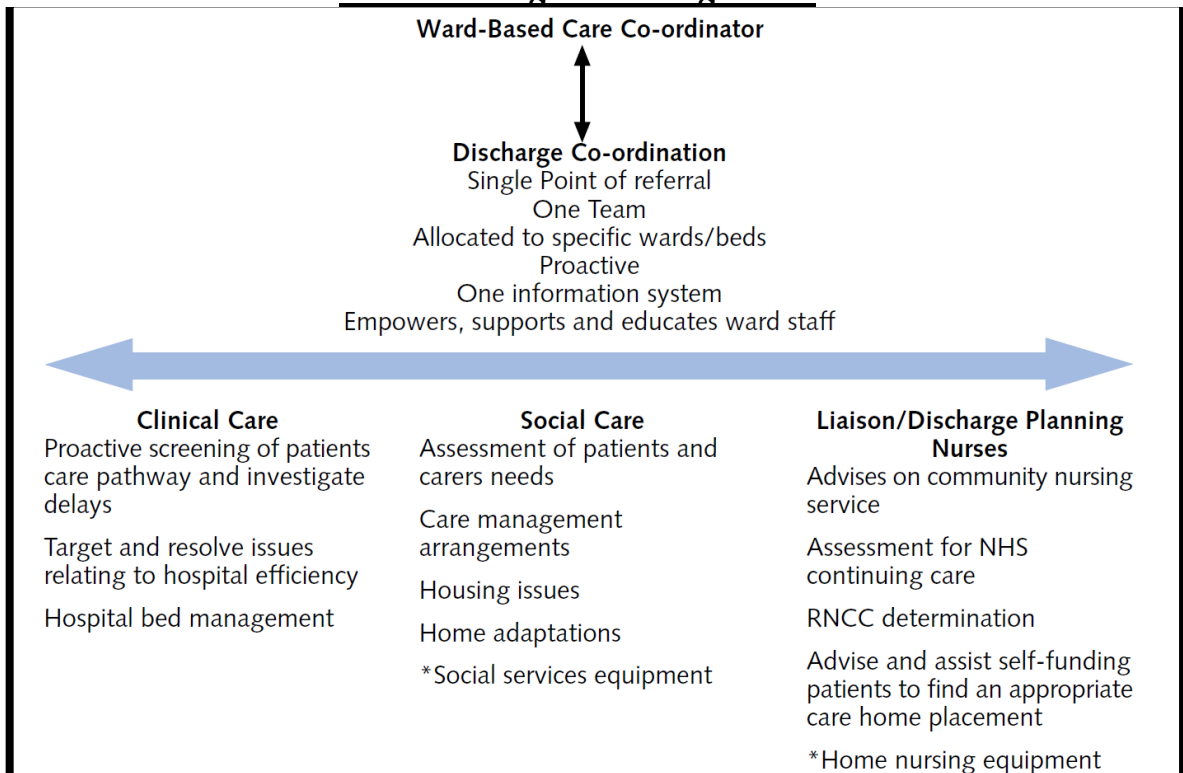 Ward-Based Care Co-ordinator
Discharge Co-ordination
Single Point of referral
One Team
Allocated to specific wards/beds
Proactive
One information system
Empowers, supports and educates ward staff
Clinical Care
Proactive screening of patients
care pathway and investigate
delays
Target and resolve issues
relating to hospital efficiency
Hospital bed management
Social Care
Assessment of patients and
carers needs
Care management
arrangements
Housing issues
Home adaptations
*Social services equipment
Liaison/Discharge Planning
Nurses
Advises on community nursing
service
Assessment for NHS
continuing care
RNCC determination
Advise and assist self-funding
patients to find an appropriate
care home placement
*Home nursing equipment